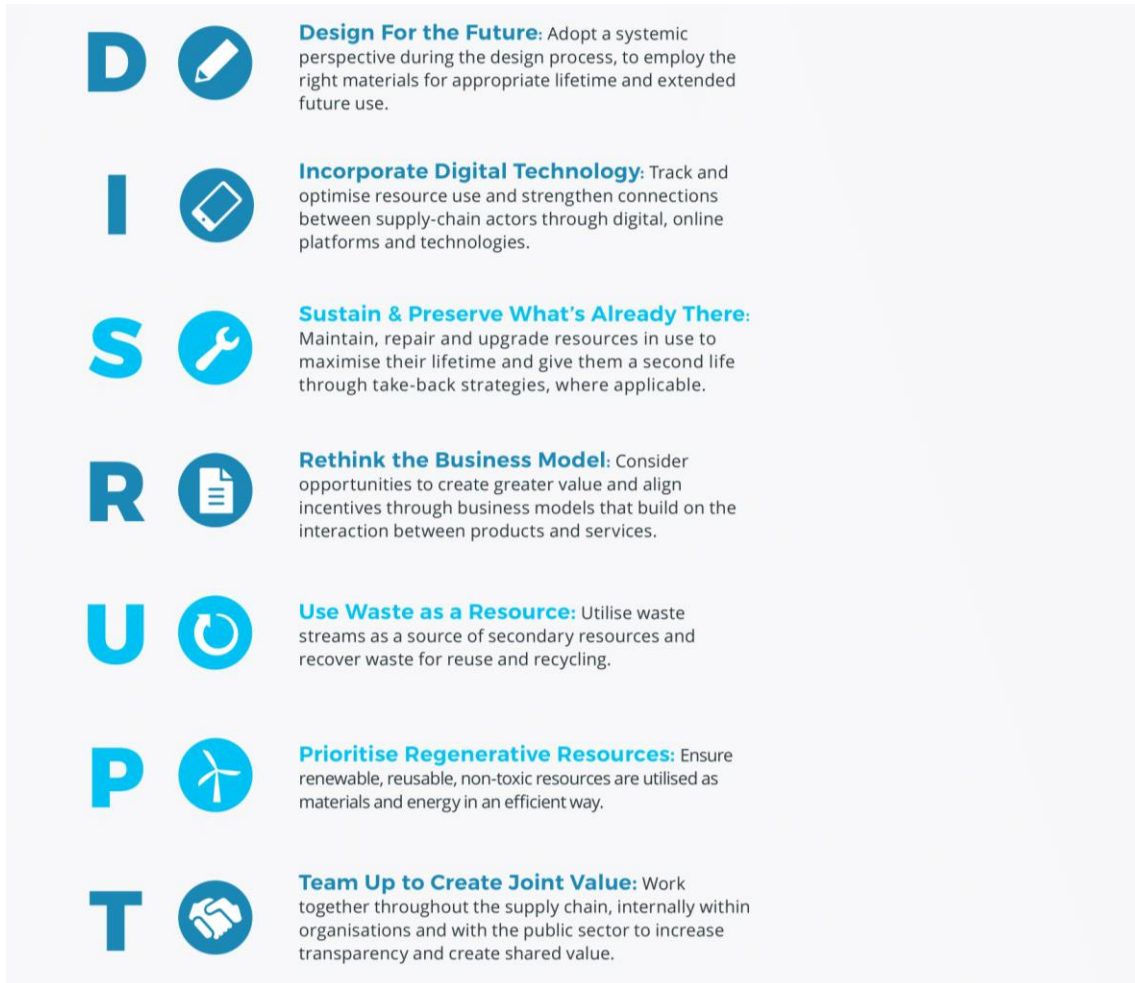 D
Design For the Future: Adopt a systemic
perspective during the design process, to employ the
right materials for appropriate lifetime and extended
future use.
I
Incorporate Digital Technology: Track and
optimise resource use and strengthen connections
between supply-chain actors through digital, online
platforms and technologies.
S
Sustain & Preserve What's Already There:
Maintain, repair and upgrade resources in use to
maximise their lifetime and give them a second life
through take-back strategies, where applicable.
R
Rethink the Business Model: Consider
opportunities to create greater value and align
incentives through business models that build on the
interaction between products and services.
U
Use Waste as a Resource: Utilise waste
streams as a source of secondary resources and
recover waste for reuse and recycling.
P
Prioritise Regenerative Resources: Ensure
renewable, reusable, non-toxic resources are utilised as
materials and energy in an efficient way.
T
Team Up to Create Joint Value: Work
together throughout the supply chain, internally within
organisations and with the public sector to increase
transparency and create shared value.